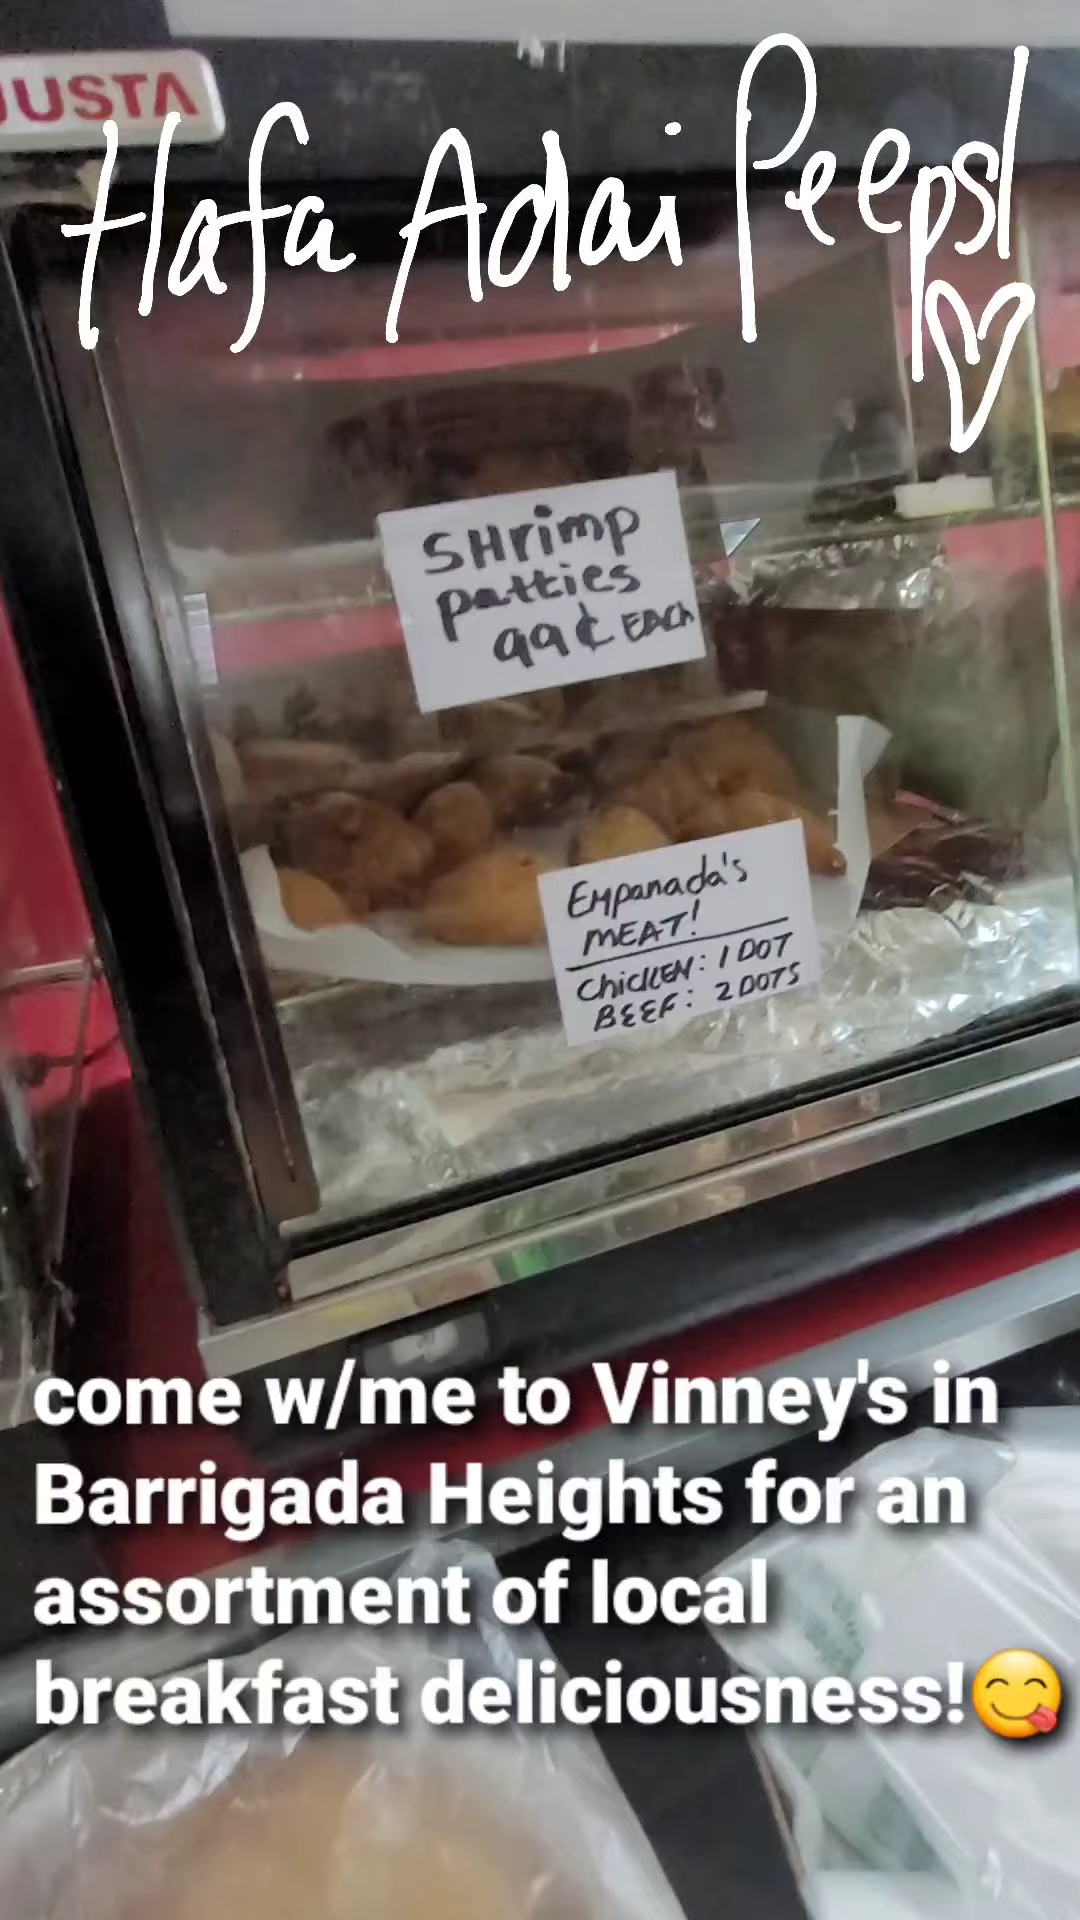 JUSTA
Hafa Adai Peeps!
SHrimp
patties
99¢ EACH
Empanada's
MEAT!
CHICKEN: 1 DOT
BEEF: 2 DOTS
come w/me to Vinney's in
Barrigada Heights for an
assortment of local
breakfast deliciousness!😋